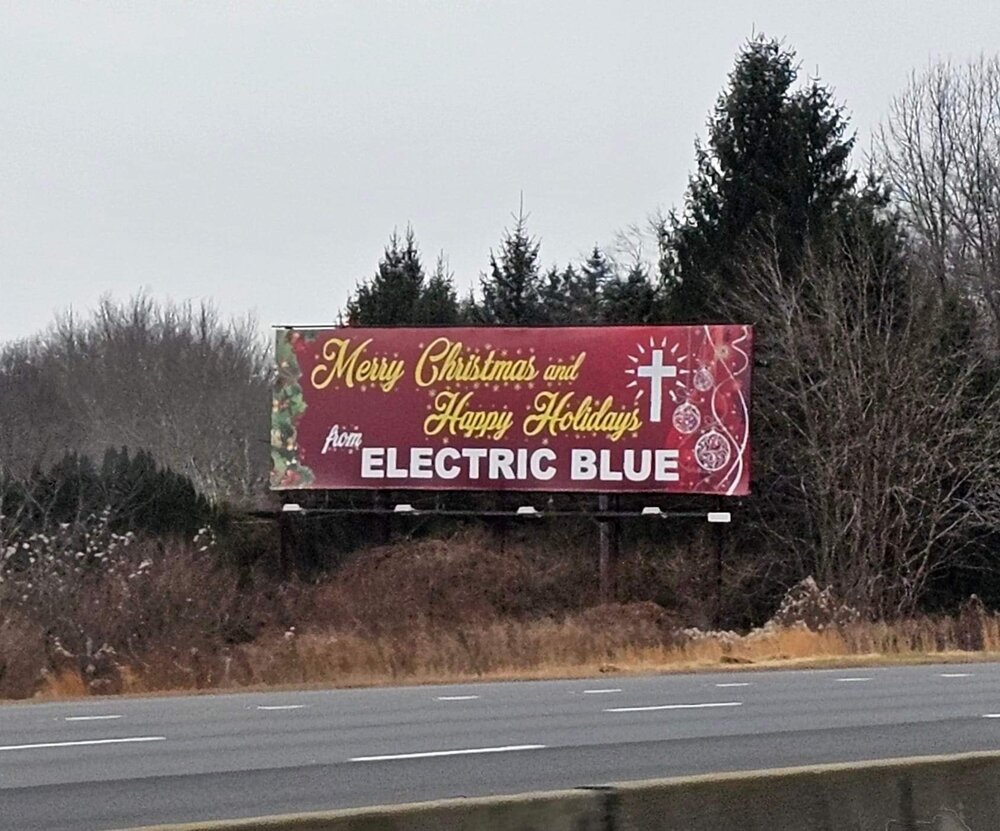 Merry Christmas and
Happy Holidays
from
ELECTRIC BLUE